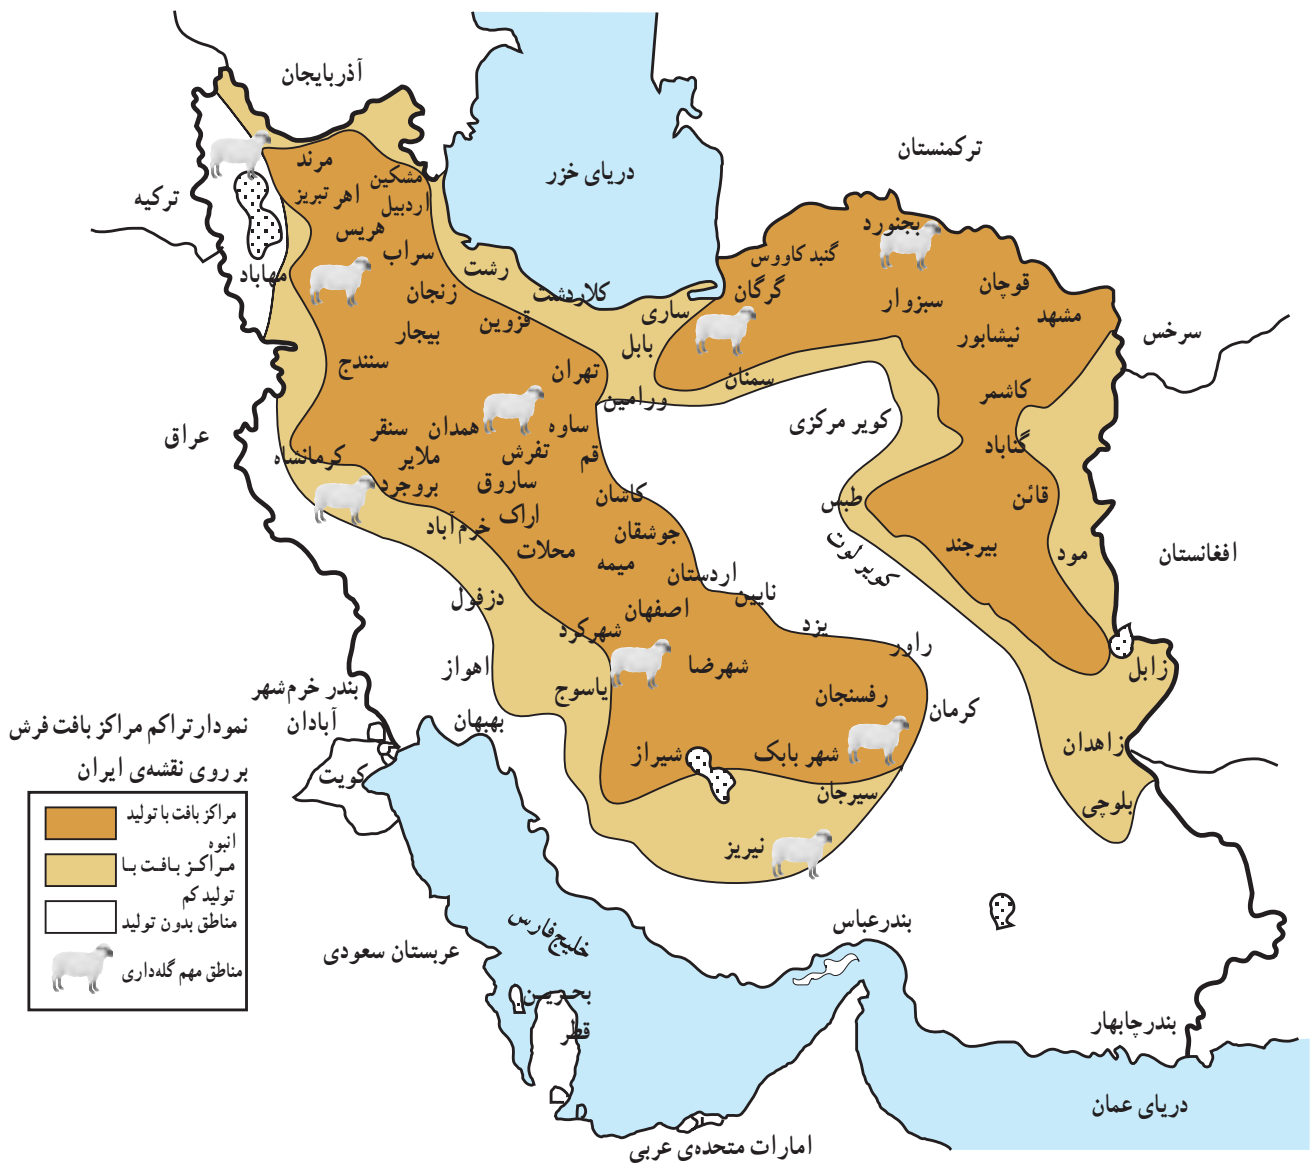 آذربایجان
ترکمنستان
ترکیه
دریای خزر
مرند
مشکین
اهر
تبریز
اردبیل
هریس
سراب
رشت
مهاباد
زنجان
کلاردشت
ساری
قزوین
بیجار
بابل
سنندج
تهران
سمنان
ورامین
بجنورد
گنبد کاووس
گرگان
قوچان
سبزوار
مشهد
نیشابور
سرخس
کاشمر
کویر مرکزی
گناباد
عراق
سنقر
همدان
ساوه
کرمانشاه
ملایر
تفرش
قم
بروجرد
ساروق
کاشان
طبس
قائن
خرم‌آباد
اراک
جوشقان
محلات
میمه
کویر لوت
بیرجند
مود
افغانستان
اردستان
نایین
دزفول
اصفهان
شهرکرد
یزد
راور
اهواز
شهرضا
زابل
یاسوج
رفسنجان
کرمان
بندر خرم‌شهر
آبادان
بهبهان
شیراز
شهر بابک
زاهدان
کویت
سیرجان
بلوچی
نیریز
نمودار تراکم مراکز بافت فرش
بر روی نقشه‌ی ایران
مراکز بافت با تولید
انبوه
مراکز بافت با
تولید کم
مناطق بدون تولید
مناطق مهم گله‌داری
خلیج‌فارس
بندرعباس
عربستان سعودی
بحرین
قطر
بندرچابهار
دریای عمان
امارات متحده‌ی عربی